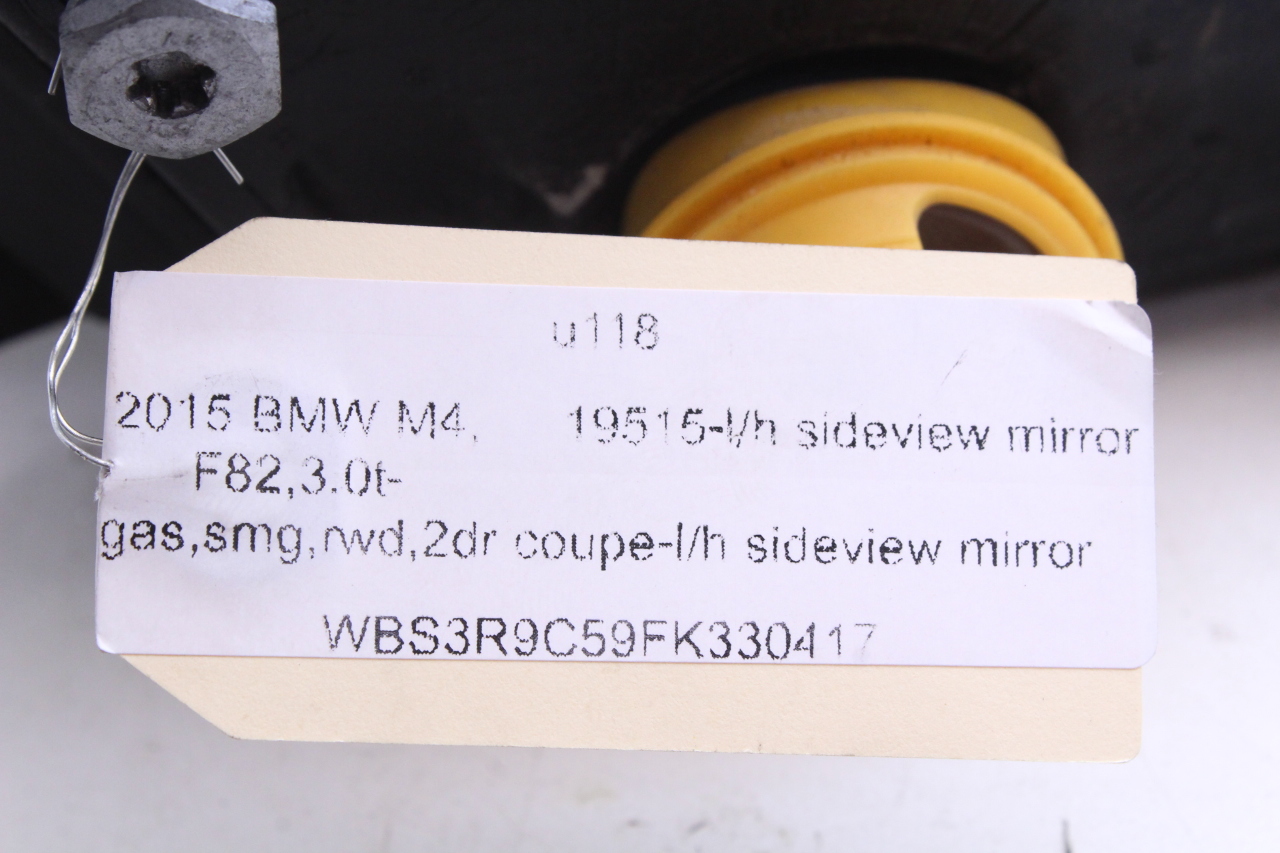 u118
2015 BMW M4, 19515-l/h sideview mirror
F82,3.0t-
gas,smg,rwd,2dr coupe-l/h sideview mirror
WBS3R9C59FK330417